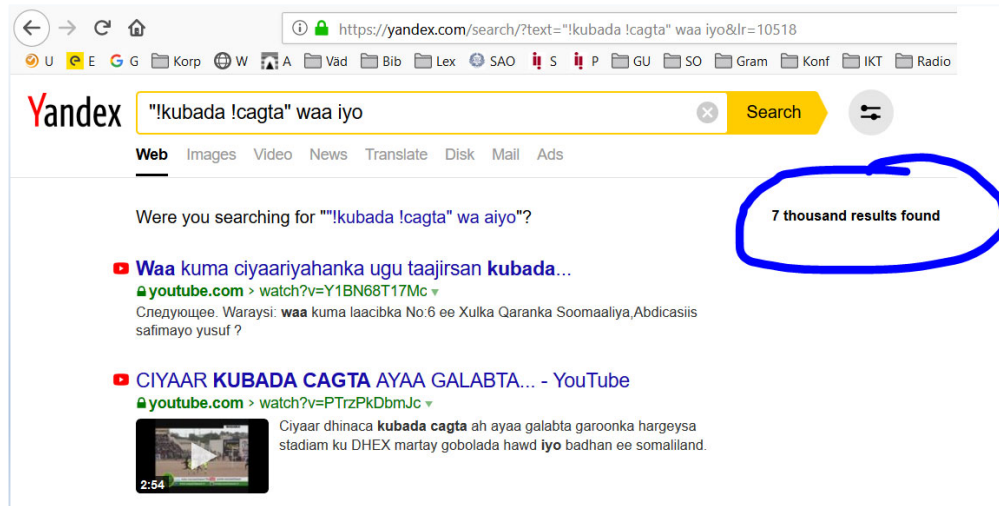 https://yandex.com/search/?text="!kubada !cagta" waa iyo&lr=10518
U E G G Korp W A Väd Bib Lex SAO S P GU SO Gram Konf IKT Radio
Yandex "!kubada !cagta" waa iyo Search
Web Images Video News Translate Disk Mail Ads
Were you searching for ""!kubada !cagta" wa aiyo"? 7 thousand results found
Waa kuma ciyaariyahanka ugu taajirsan kubada...
youtube.com > watch?v=Y1BN68T17Mc
Следующее. Waraysi: waa kuma laacibka No:6 ee Xulka Qaranka Soomaaliya,Abdicasiis
safimayo yusuf ?
CIYAAR KUBADA CAGTA AYAA GALABTA... - YouTube
youtube.com > watch?v=PTrzPkDbmJc
Ciyaar dhinaca kubada cagta ah ayaa galabta garoonka hargeysa
stadiam ku DHEX martay gobolada hawd iyo badhan ee somaliland.
2:54